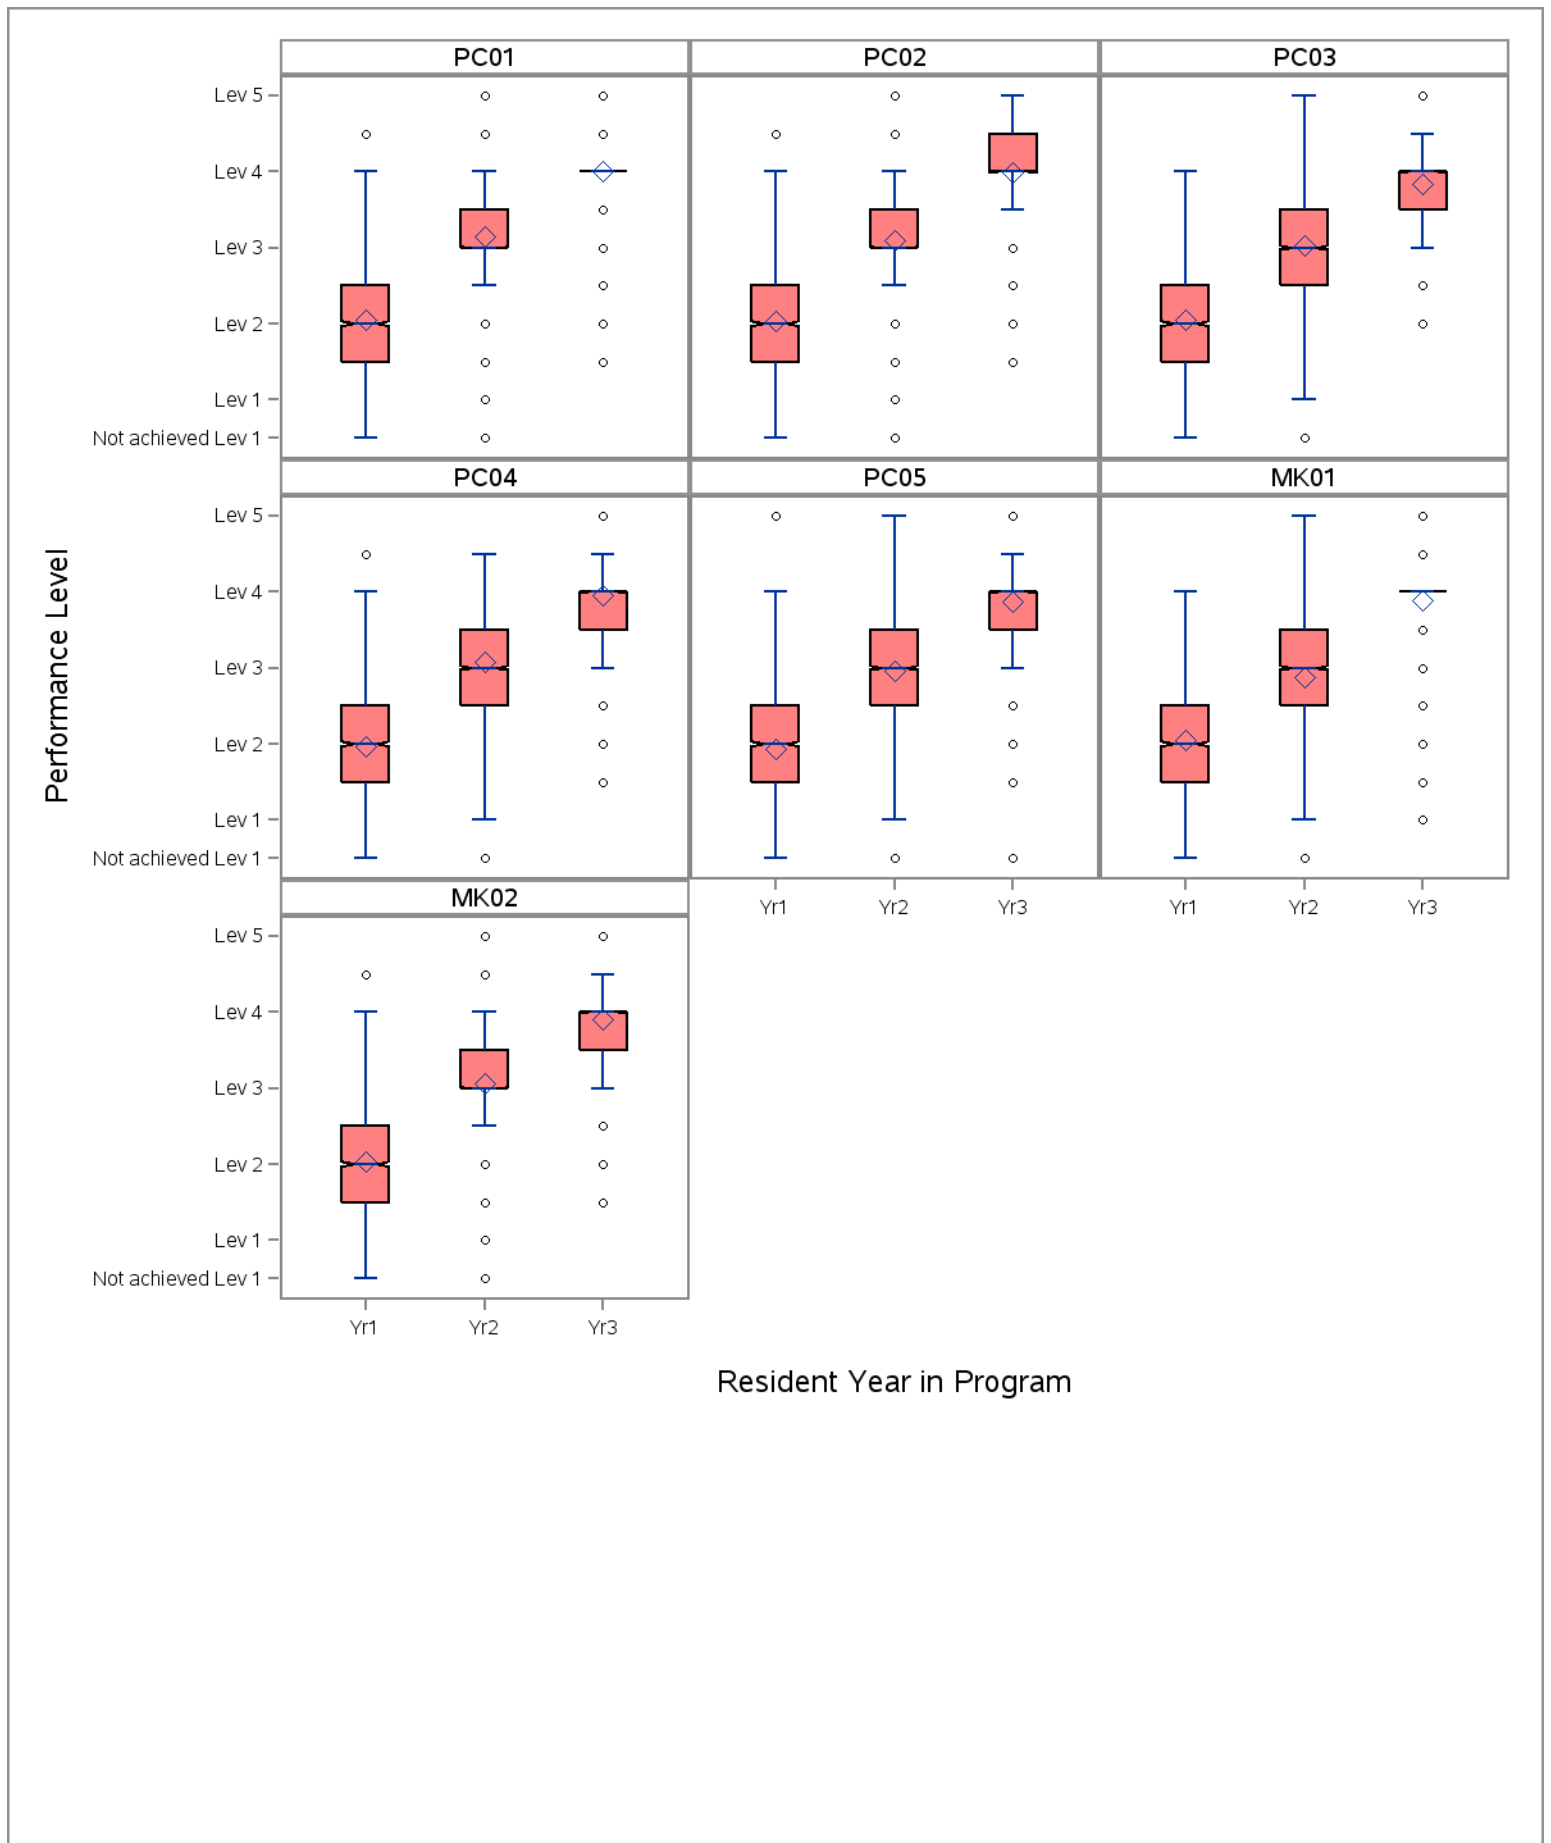 PC01 PC02 PC03
Lev 5
Lev 4
Lev 3
Lev 2
Lev 1
Not achieved Lev 1
PC04 PC05 MK01
Lev 5
Lev 4
Lev 3
Lev 2
Lev 1
Not achieved Lev 1
Performance Level
MK02
Yr1 Yr2 Yr3 Yr1 Yr2 Yr3
Lev 5
Lev 4
Lev 3
Lev 2
Lev 1
Not achieved Lev 1
Yr1 Yr2 Yr3
Resident Year in Program